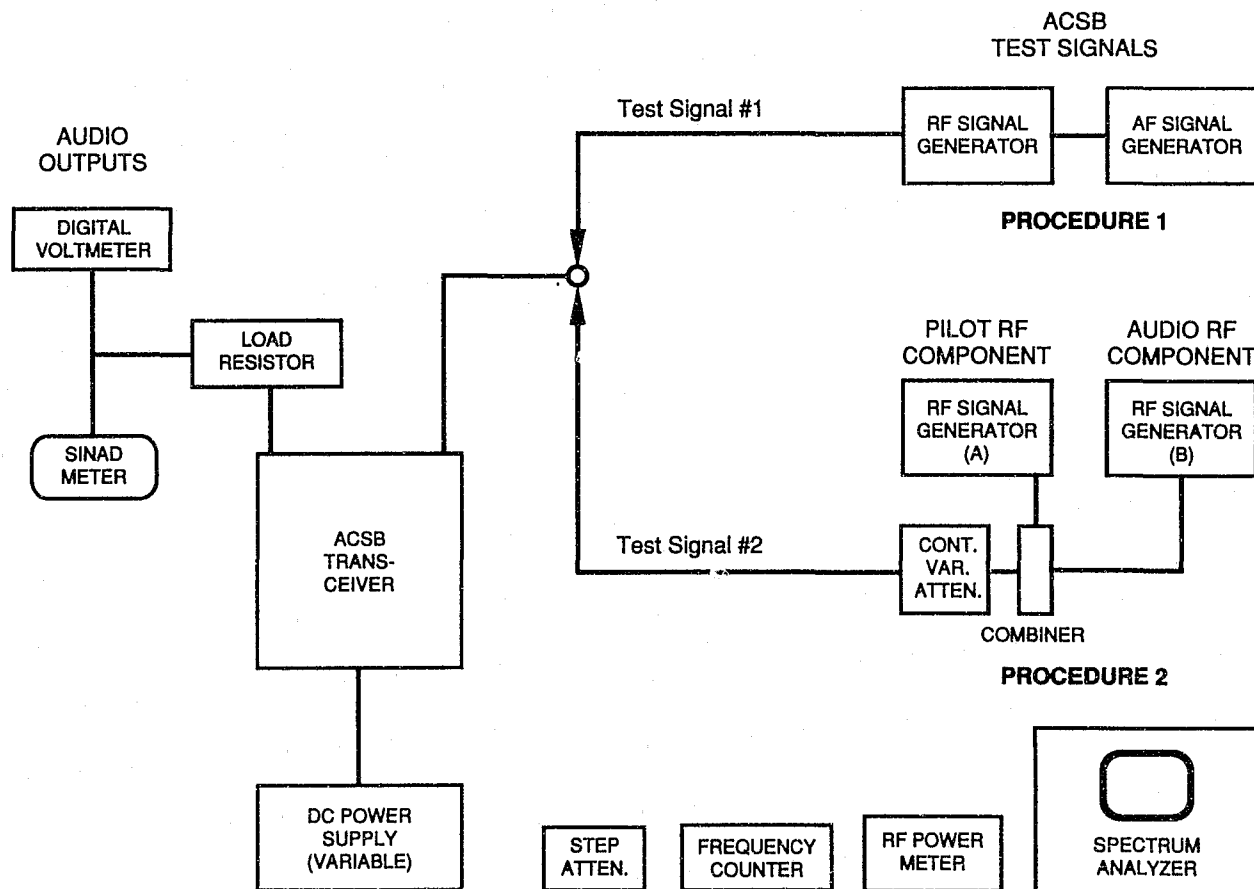 ACSB
TEST SIGNALS
Test Signal #1
RF SIGNAL
GENERATOR
AF SIGNAL
GENERATOR
PROCEDURE 1
AUDIO
OUTPUTS
DIGITAL
VOLTMETER
LOAD
RESISTOR
SINAD
METER
ACSB
TRANS-
CEIVER
DC POWER
SUPPLY
(VARIABLE)
PILOT RF
COMPONENT
AUDIO RF
COMPONENT
RF SIGNAL
GENERATOR
(A)
RF SIGNAL
GENERATOR
(B)
Test Signal #2
CONT.
VAR.
ATTEN.
COMBINER
PROCEDURE 2
STEP
ATTEN.
FREQUENCY
COUNTER
RF POWER
METER
SPECTRUM
ANALYZER